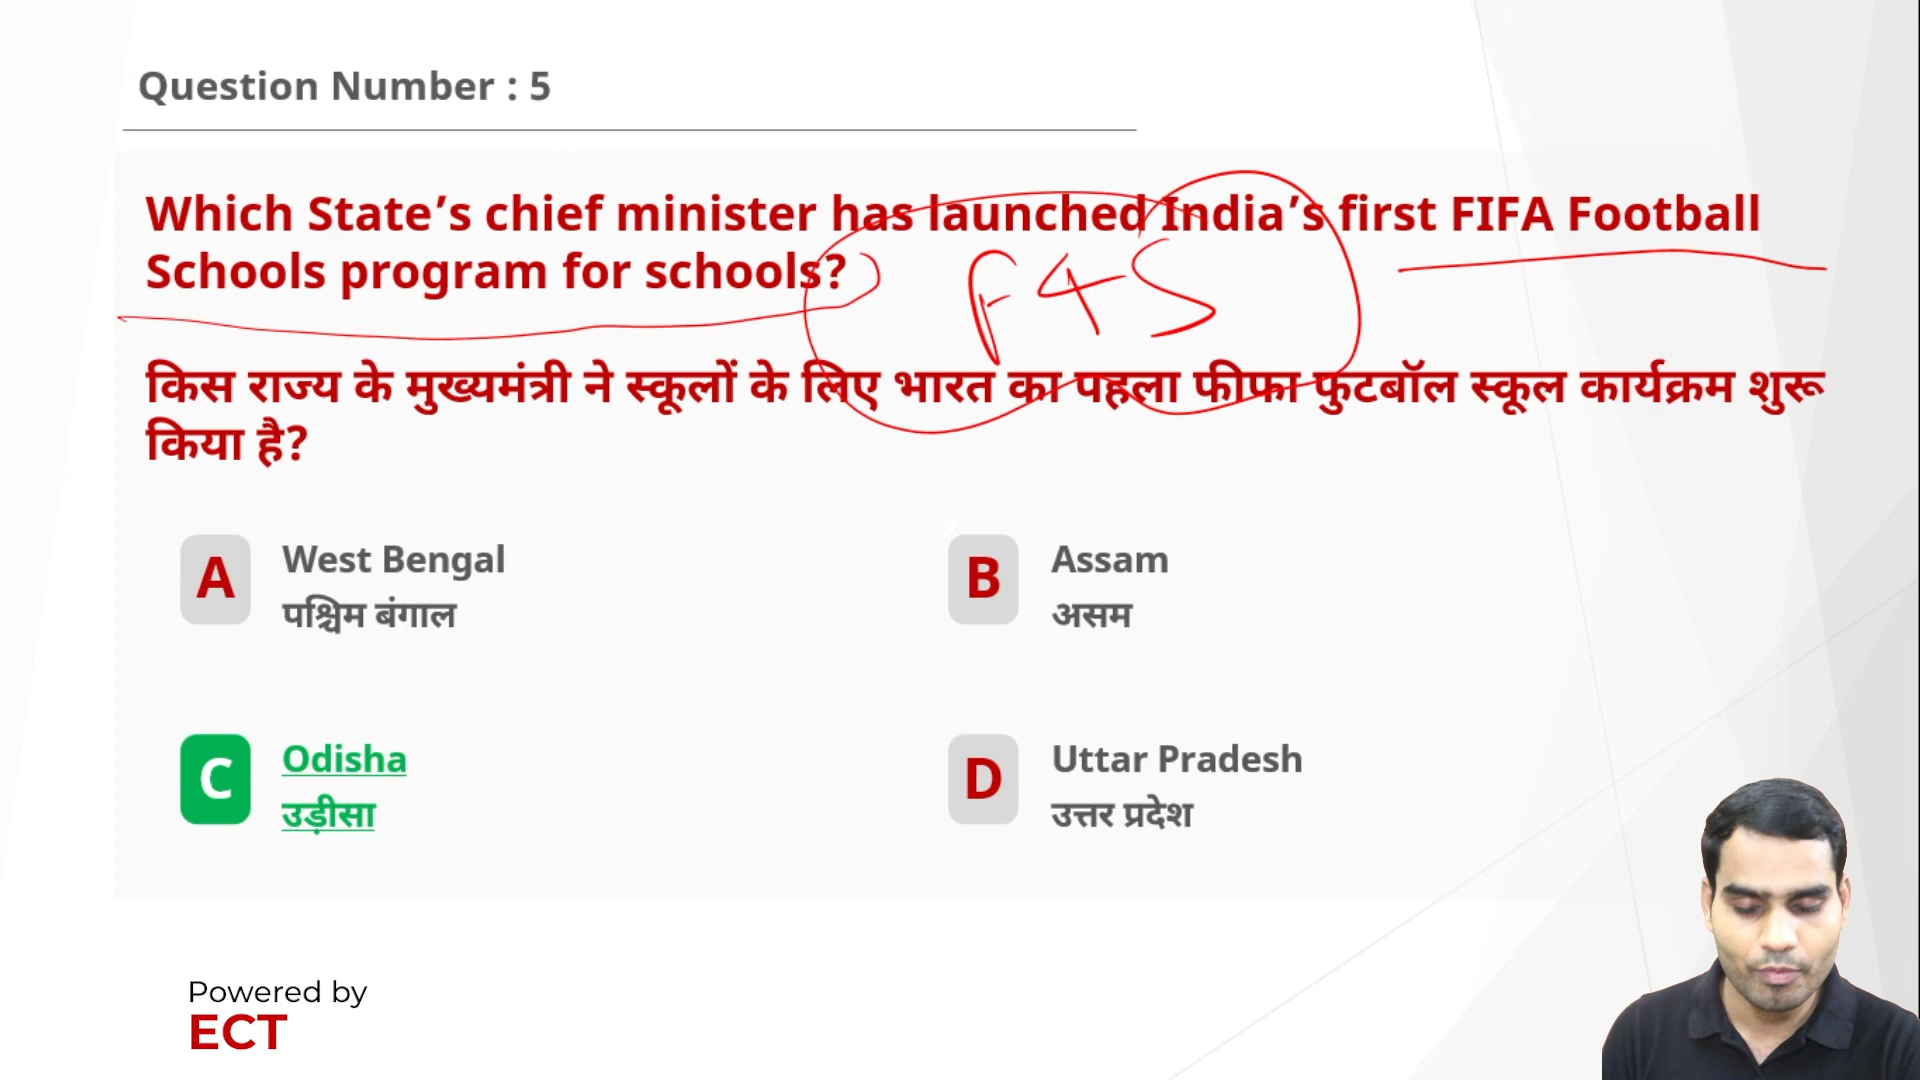 Question Number : 5
Which State’s chief minister has launched India’s first FIFA Football
Schools program for schools?
F4S
किस राज्य के मुख्यमंत्री ने स्कूलों के लिए भारत का पहला फीफा फुटबॉल स्कूल कार्यक्रम शुरू
किया है?
A West Bengal
पश्चिम बंगाल
B Assam
असम
C Odisha
उड़ीसा
D Uttar Pradesh
उत्तर प्रदेश
Powered by
ECT